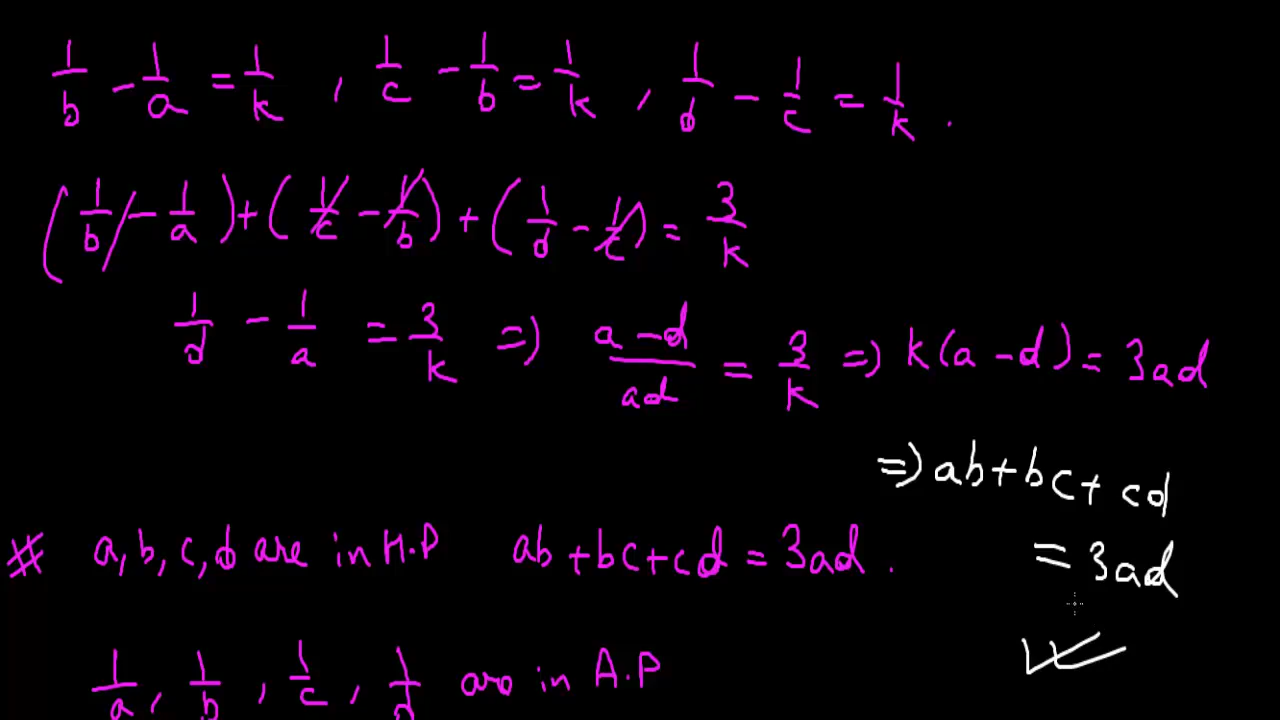 1/b - 1/a = 1/k , 1/c - 1/b = 1/k , 1/d - 1/c = 1/k .
(1/b - 1/a) + (1/c - 1/b) + (1/d - 1/c) = 3/k
1/d - 1/a = 3/k => a-d/ad = 3/k => k(a-d) = 3ad
=> ab+bc+cd
= 3ad
# a, b, c, d are in H.P ab+bc+cd = 3ad .
1/a , 1/b , 1/c , 1/d are in A.P